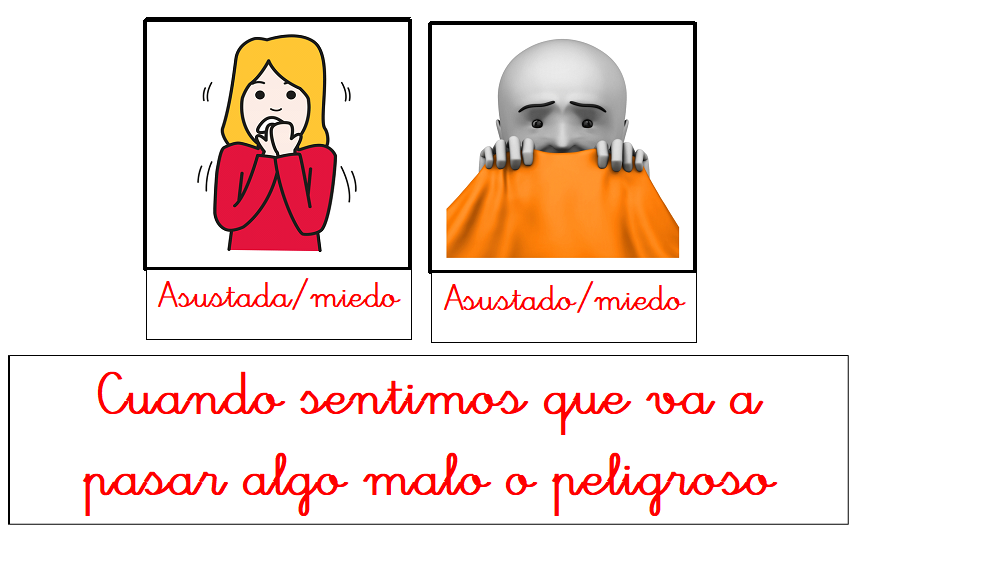 Asustada/miedo
Asustado/miedo
Cuando sentimos que va a
pasar algo malo o peligroso